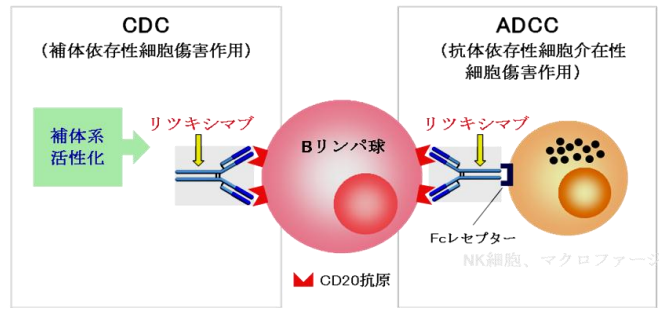 CDC
（補体依存性細胞傷害作用）
ADCC
（抗体依存性細胞介在性
細胞傷害作用）
補体系
活性化
リツキシマブ
Bリンパ球
リツキシマブ
Fcレセプター
NK細胞、マクロファージ
CD20抗原